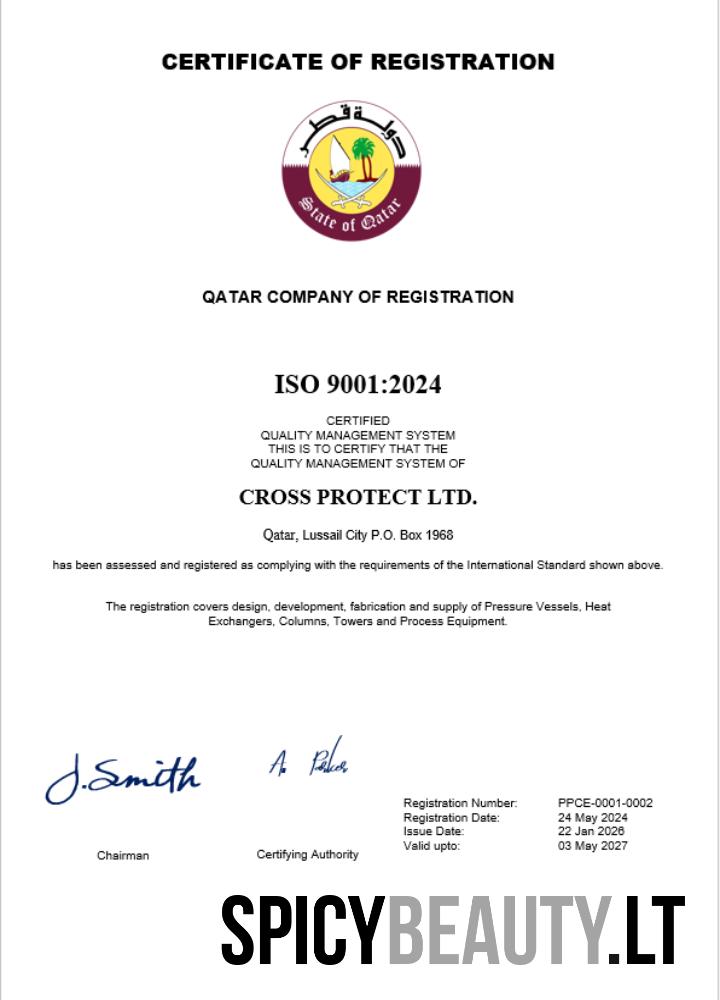 CERTIFICATE OF REGISTRATION
دولة قطر
State of Qatar
QATAR COMPANY OF REGISTRATION
ISO 9001:2024
CERTIFIED
QUALITY MANAGEMENT SYSTEM
THIS IS TO CERTIFY THAT THE
QUALITY MANAGEMENT SYSTEM OF
CROSS PROTECT LTD.
Qatar, Lussail City P.O. Box 1968
has been assessed and registered as complying with the requirements of the International Standard shown above.
The registration covers design, development, fabrication and supply of Pressure Vessels, Heat
Exchangers, Columns, Towers and Process Equipment.
J. Smith
A. Parker
Registration Number: PPCE-0001-0002
Registration Date: 24 May 2024
Issue Date: 22 Jan 2026
Valid upto: 03 May 2027
Chairman
Certifying Authority
SPICYBEAUTY.LT